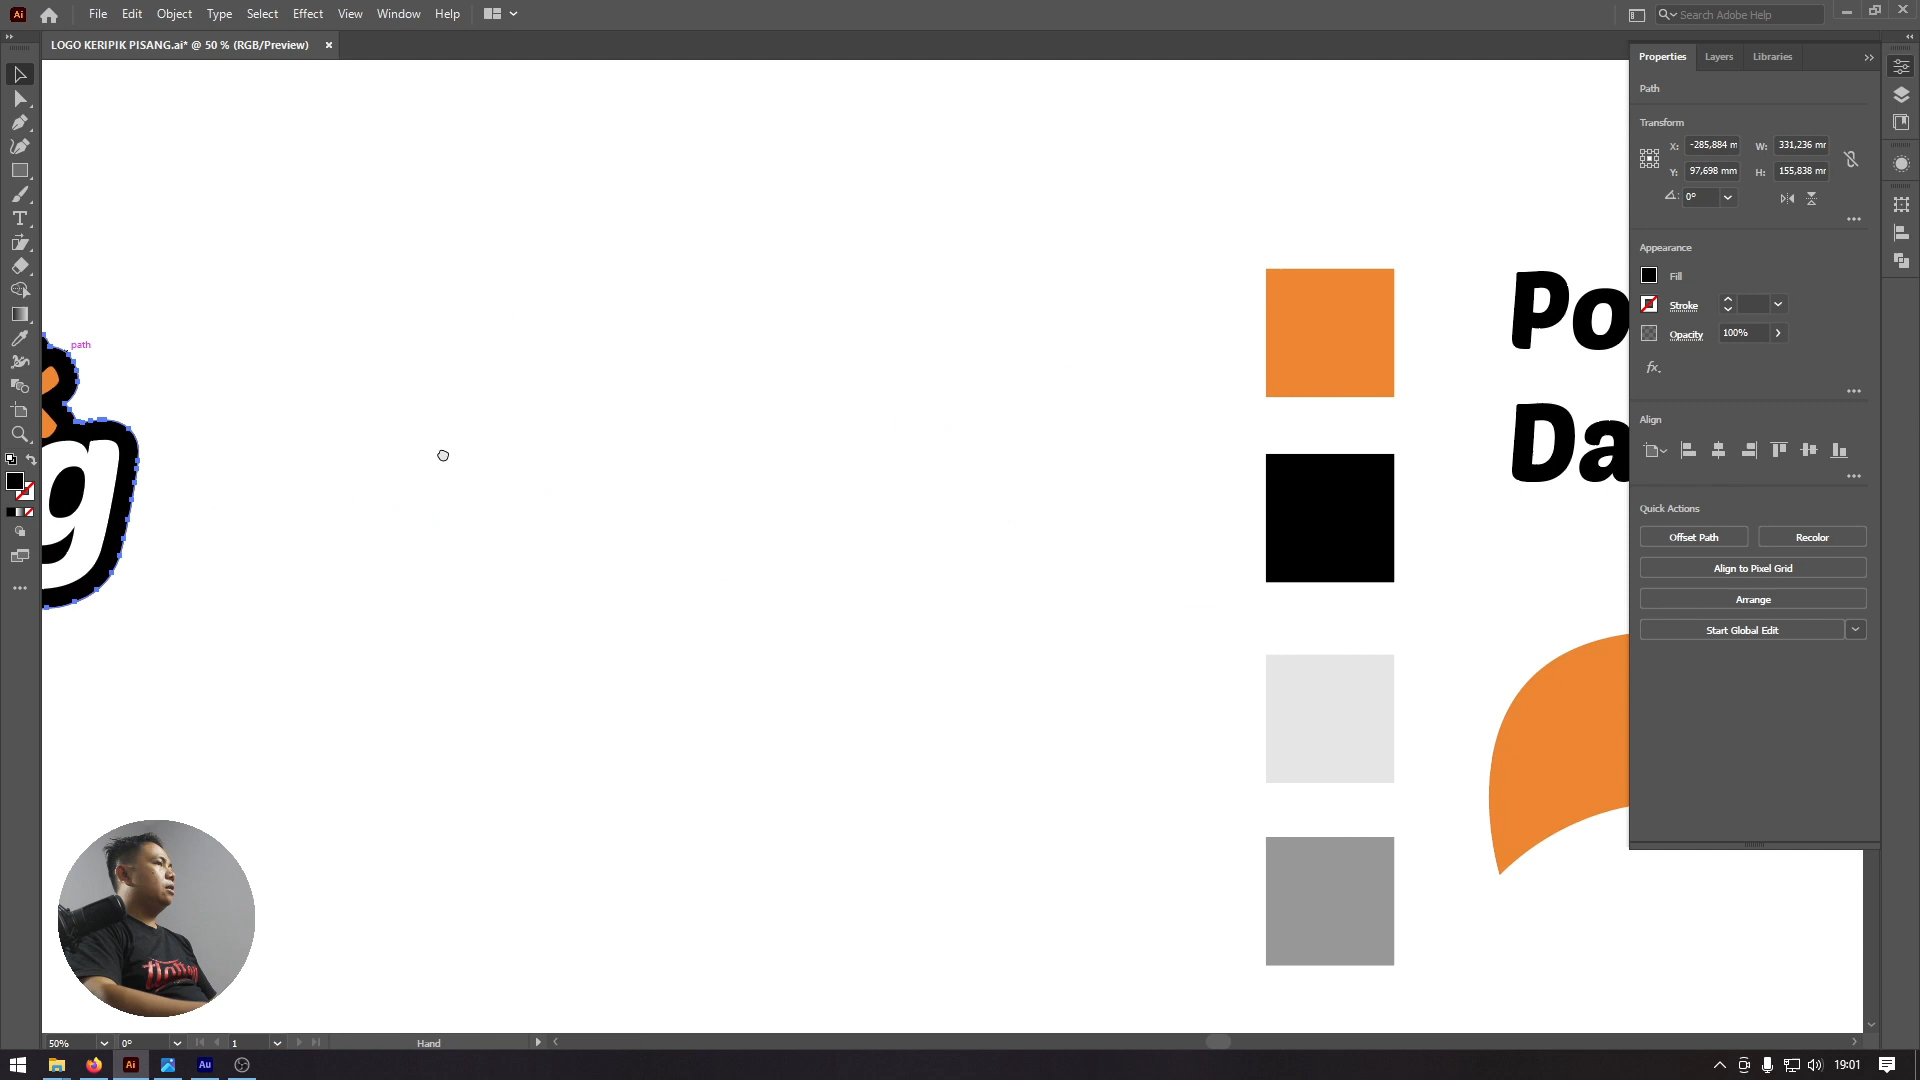 Ai
File Edit Object Type Select Effect View Window Help
Search Adobe Help
LOGO KERIPIK PISANG.ai* @ 50 % (RGB/Preview) ×
Properties Layers Libraries
Path
Transform
X: -285,884 m W: 331,236 mr
Y: 97,698 mm H: 155,838 mr
0°
Appearance
Fill
Stroke
Opacity 100%
fx.
Align
Quick Actions
Offset Path Recolor
Align to Pixel Grid
Arrange
Start Global Edit
path
g
Po
Da
50% 0° 1 Hand
Ai Au 19:01